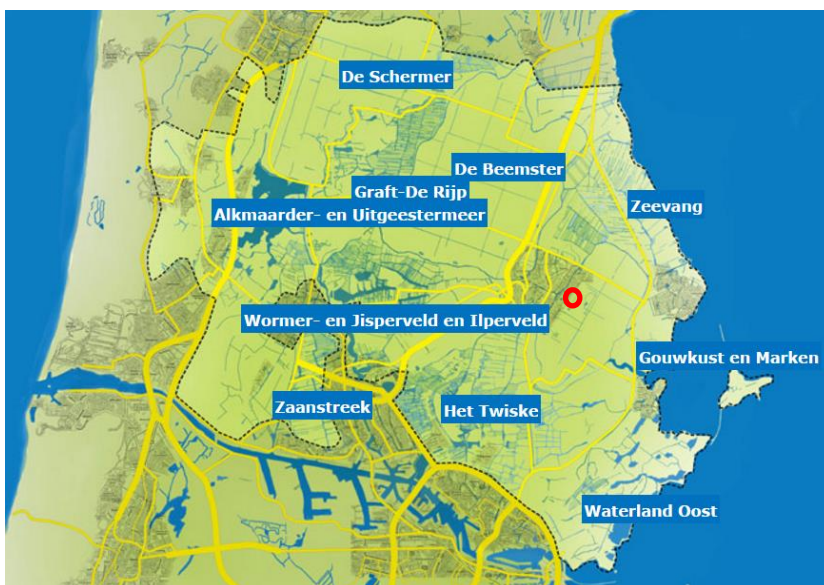 De Schermer
De Beemster
Graft-De Rijp
Zeevang
Alkmaarder- en Uitgeestermeer
Wormer- en Jisperveld en Ilperveld
Gouwkust en Marken
Zaanstreek
Het Twiske
Waterland Oost